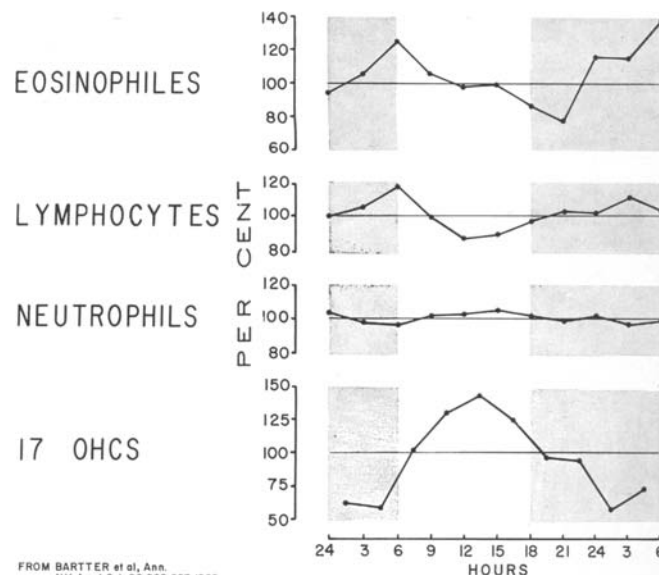 EOSINOPHILES
140
120
100
80
60
LYMPHOCYTES
120
100
80
NEUTROPHILS
120
100
80
PER CENT
17 OHCS
150
125
100
75
50
24 3 6 9 12 15 18 21 24 3 6
HOURS
FROM BARTTER et al, Ann.